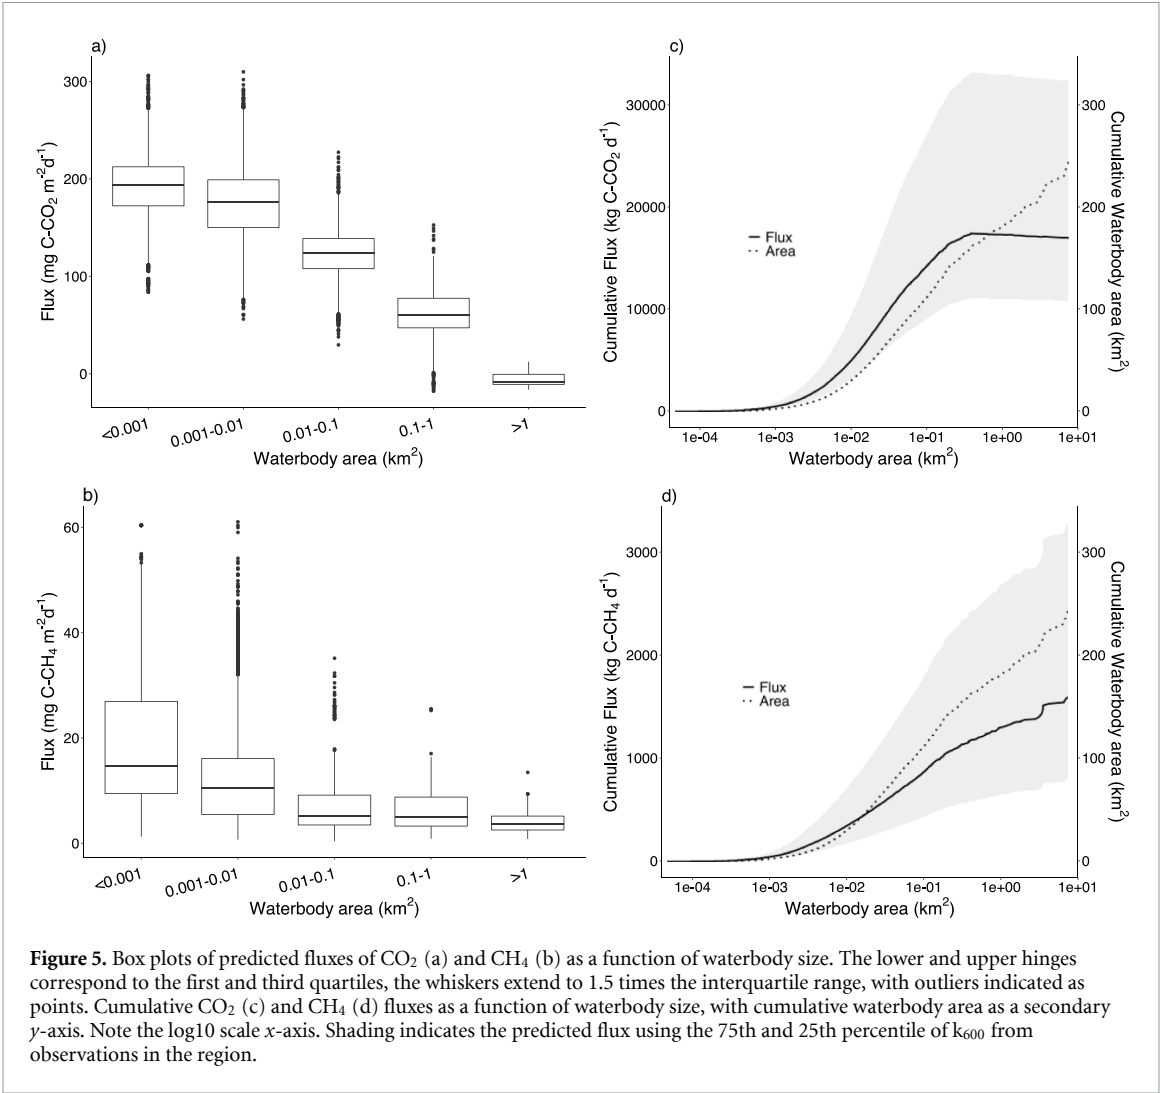 a)
300
200
100
0
Flux (mg C-CO₂ m⁻²d⁻¹)
<0.001
0.001-0.01
0.01-0.1
0.1-1
>1
Waterbody area (km²)
c)
30000
20000
10000
0
Cumulative Flux (kg C-CO₂ d⁻¹)
Flux
Area
300
200
100
0
Cumulative Waterbody area (km²)
1e-04
1e-03
1e-02
1e-01
1e+00
1e+01
Waterbody area (km²)
b)
60
40
20
0
Flux (mg C-CH₄ m⁻²d⁻¹)
<0.001
0.001-0.01
0.01-0.1
0.1-1
>1
Waterbody area (km²)
d)
3000
2000
1000
0
Cumulative Flux (kg C-CH₄ d⁻¹)
Flux
Area
300
200
100
0
Cumulative Waterbody area (km²)
1e-04
1e-03
1e-02
1e-01
1e+00
1e+01
Waterbody area (km²)
Figure 5. Box plots of predicted fluxes of CO₂ (a) and CH₄ (b) as a function of waterbody size. The lower and upper hinges
correspond to the first and third quartiles, the whiskers extend to 1.5 times the interquartile range, with outliers indicated as
points. Cumulative CO₂ (c) and CH₄ (d) fluxes as a function of waterbody size, with cumulative waterbody area as a secondary
y-axis. Note the log10 scale x-axis. Shading indicates the predicted flux using the 75th and 25th percentile of k₆₀₀ from
observations in the region.